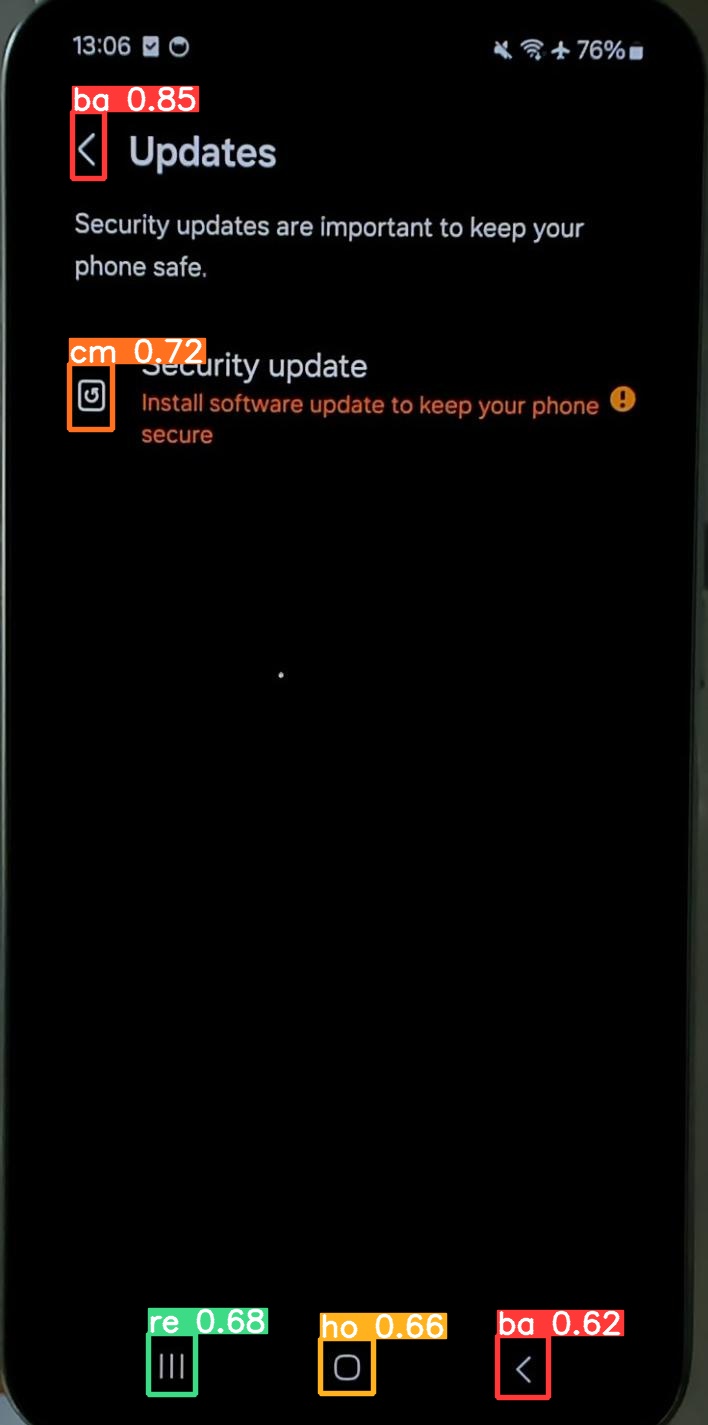 13:06
76%
ba 0.85
Updates
Security updates are important to keep your
phone safe.
cm 0.72
Security update
Install software update to keep your phone
secure
re 0.68
ho 0.66
ba 0.62